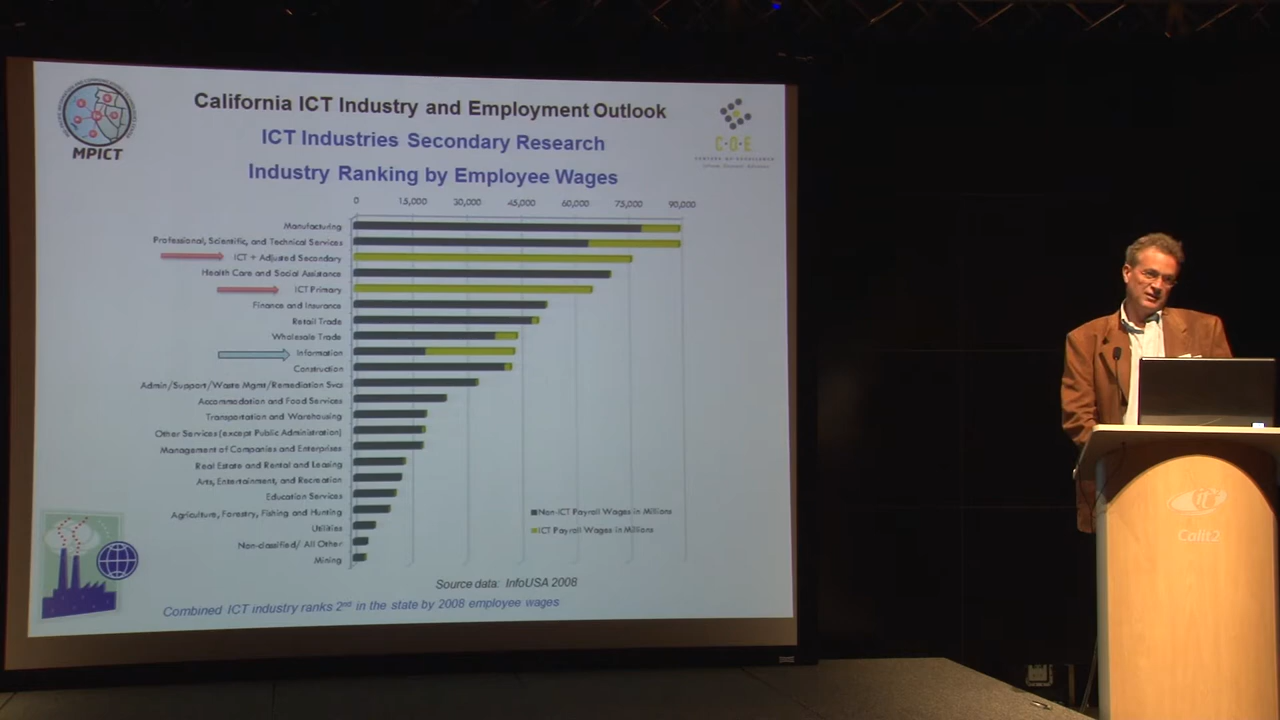 California ICT Industry and Employment Outlook
ICT Industries Secondary Research
Industry Ranking by Employee Wages
MPICT
C·O·E
CENTERS OF EXCELLENCE
0 15,000 30,000 45,000 60,000 75,000 90,000
Manufacturing
Professional, Scientific, and Technical Services
ICT + Adjusted Secondary
Health Care and Social Assistance
ICT Primary
Finance and Insurance
Retail Trade
Wholesale Trade
Information
Construction
Admin/Support/Waste Mgmt/Remediation Svcs
Accommodation and Food Services
Transportation and Warehousing
Other Services (except Public Administration)
Management of Companies and Enterprises
Real Estate and Rental and Leasing
Arts, Entertainment, and Recreation
Education Services
Agriculture, Forestry, Fishing and Hunting
Utilities
Non-classified/ All Other
Mining
Non-ICT Payroll Wages in Millions
ICT Payroll Wages in Millions
Source data: InfoUSA 2008
Combined ICT industry ranks 2nd in the state by 2008 employee wages
Calit2